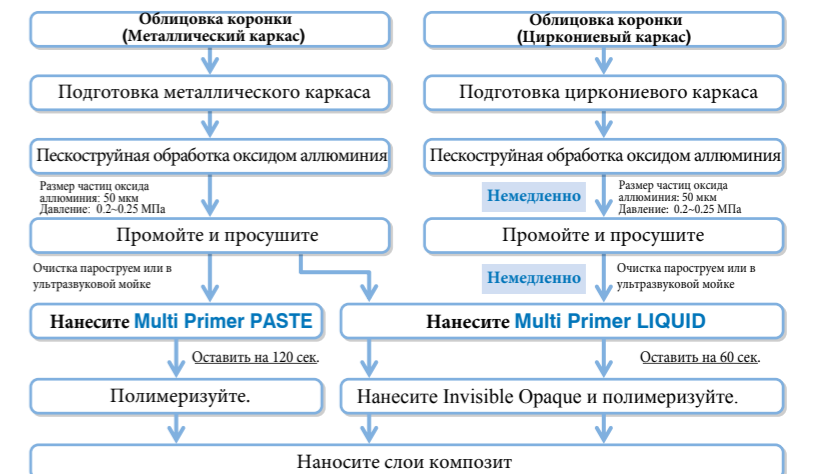 Облицовка коронки
(Металлический каркас)
Облицовка коронки
(Циркониевый каркас)
Подготовка металлического каркаса
Подготовка циркониевого каркаса
Пескоструйная обработка оксидом аллюминия
Пескоструйная обработка оксидом аллюминия
Размер частиц оксида
аллюминия: 50 мкм
Давление: 0.2~0.25 МПа
Немедленно
Размер частиц оксида
аллюминия: 50 мкм
Давление: 0.2~0.25 МПа
Промойте и просушите
Промойте и просушите
Очистка пароструем или в
ультразвуковой мойке
Немедленно
Очистка пароструем или в
ультразвуковой мойке
Нанесите Multi Primer PASTE
Нанесите Multi Primer LIQUID
Оставить на 120 сек.
Оставить на 60 сек.
Полимеризуйте.
Нанесите Invisible Opaque и полимеризуйте.
Наносите слои композит